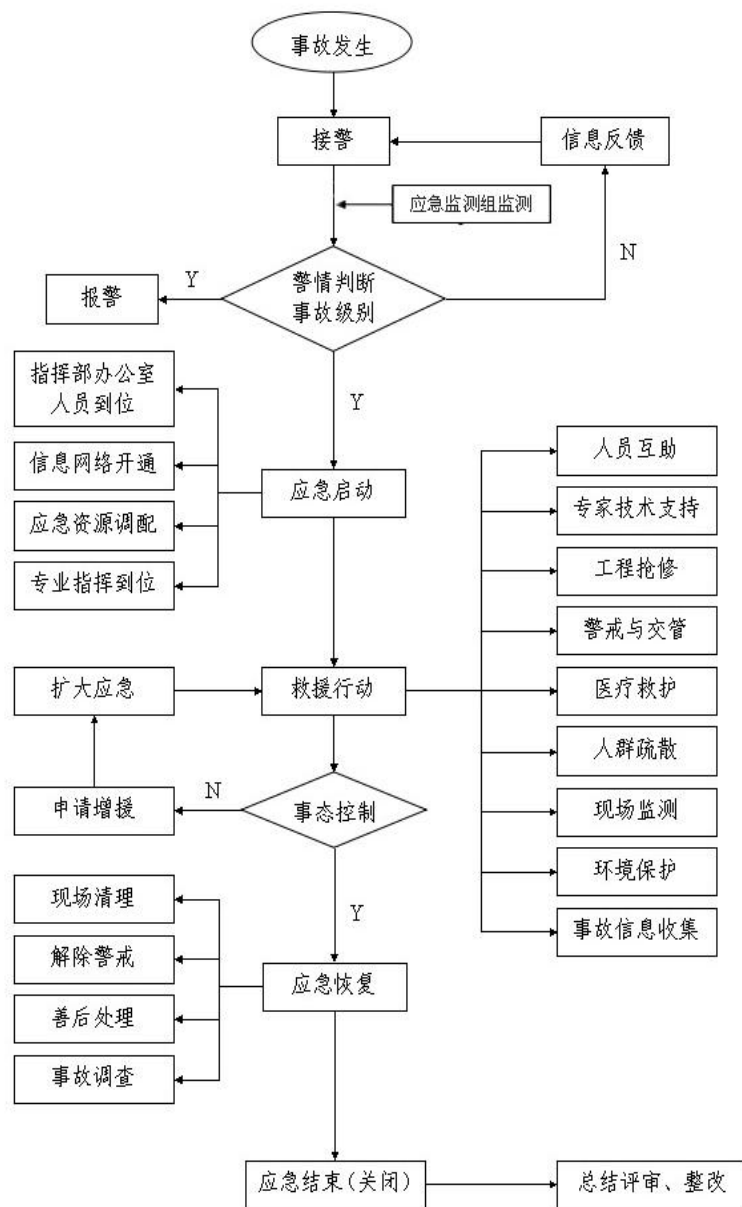 事故发生
接警
信息反馈
应急监测组监测
N
Y
报警
警情判断
事故级别
指挥部办公室
人员到位
Y
人员互助
信息网络开通
应急启动
专家技术支持
应急资源调配
工程抢修
专业指挥到位
警戒与交管
扩大应急
救援行动
医疗救护
人群疏散
N
申请增援
事态控制
现场监测
环境保护
现场清理
Y
事故信息收集
解除警戒
应急恢复
善后处理
事故调查
应急结束(关闭)
总结评审、整改